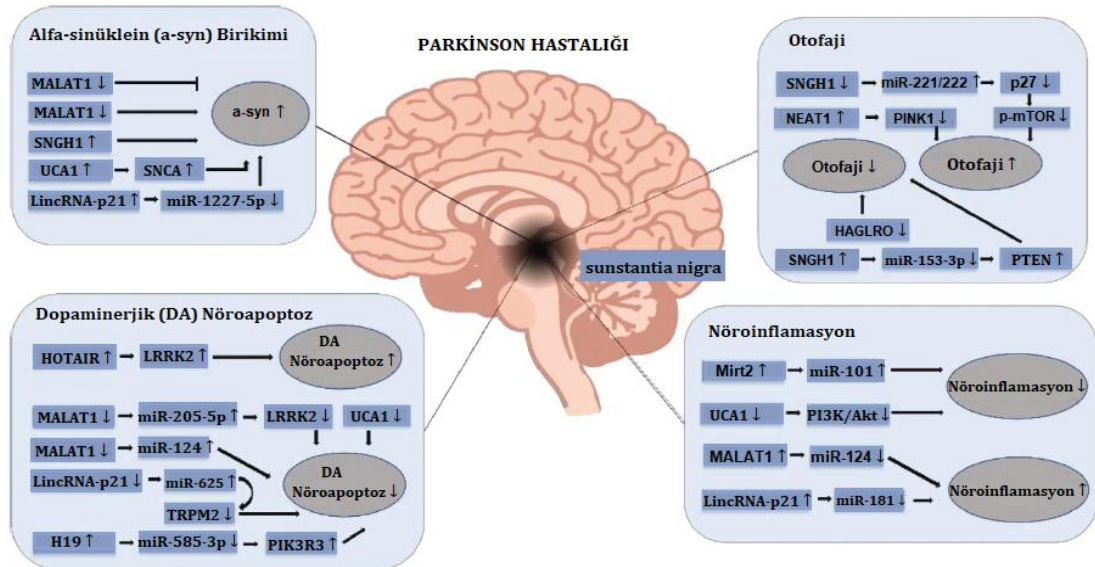 PARKİNSON HASTALIĞI
Alfa-sinüklein (a-syn) Birikimi
MALAT1 ↓
MALAT1 ↓
SNGH1 ↑
UCA1 ↑ → SNCA ↑
LincRNA-p21 ↑ → miR-1227-5p ↓
a-syn ↑
Otofaji
SNGH1 ↓ → miR-221/222 ↑ → p27 ↓
NEAT1 ↑ → PINK1 ↓ p-mTOR ↓
Otofaji ↓ Otofaji ↑
HAGLRO ↓
SNGH1 ↑ → miR-153-3p ↓ → PTEN ↑
sunstantia nigra
Dopaminerjik (DA) Nöroapoptoz
HOTAIR ↑ → LRRK2 ↑
DA
Nöroapoptoz ↑
MALAT1 ↓ → miR-205-5p ↑ → LRRK2 ↓ UCA1 ↓
MALAT1 ↓ → miR-124 ↑
LincRNA-p21 ↓ → miR-625 ↑
TRPM2 ↓
DA
Nöroapoptoz ↓
H19 ↑ → miR-585-3p ↓ → PIK3R3 ↑
Nöroinflamasyon
Mirt2 ↑ → miR-101 ↑
Nöroinflamasyon ↓
UCA1 ↓ → PI3K/Akt ↓
MALAT1 ↑ → miR-124 ↓
Nöroinflamasyon ↑
LincRNA-p21 ↑ → miR-181 ↓